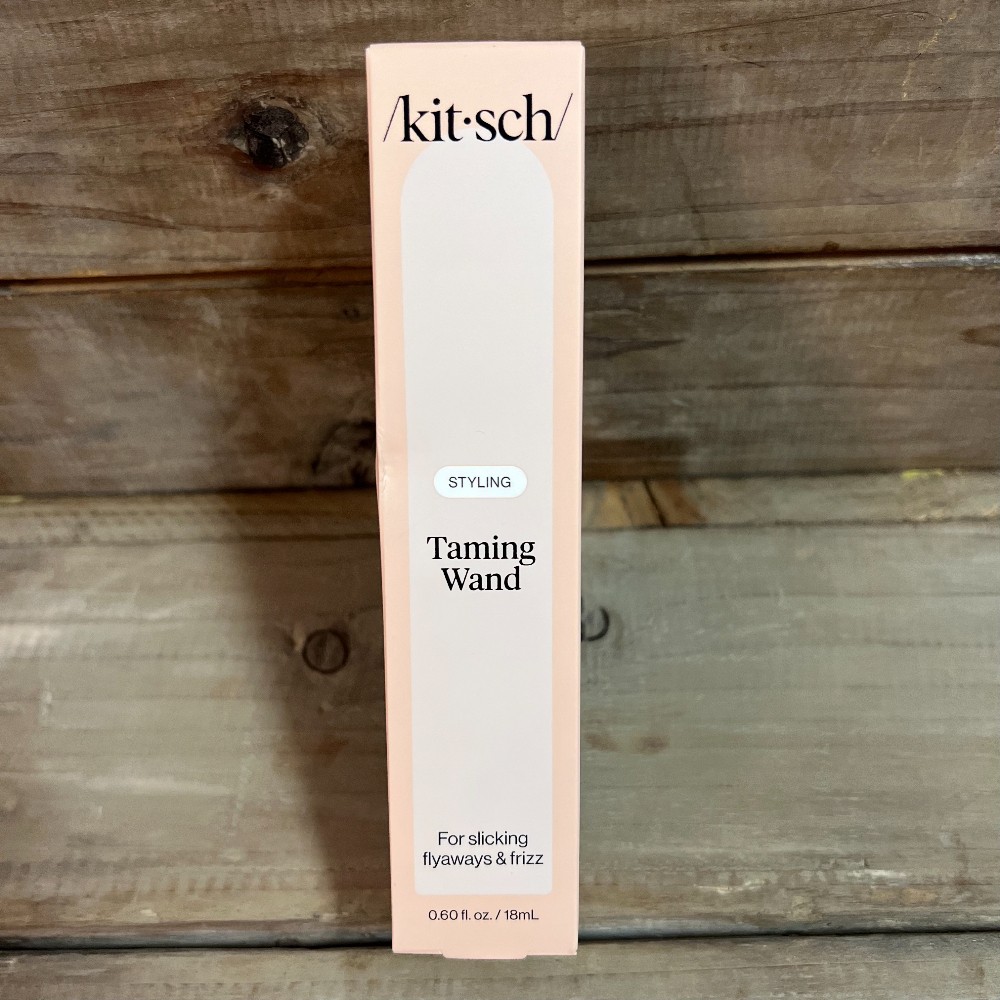 /kit·sch/
STYLING
Taming
Wand
For slicking
flyaways & frizz
0.60 fl. oz. / 18mL